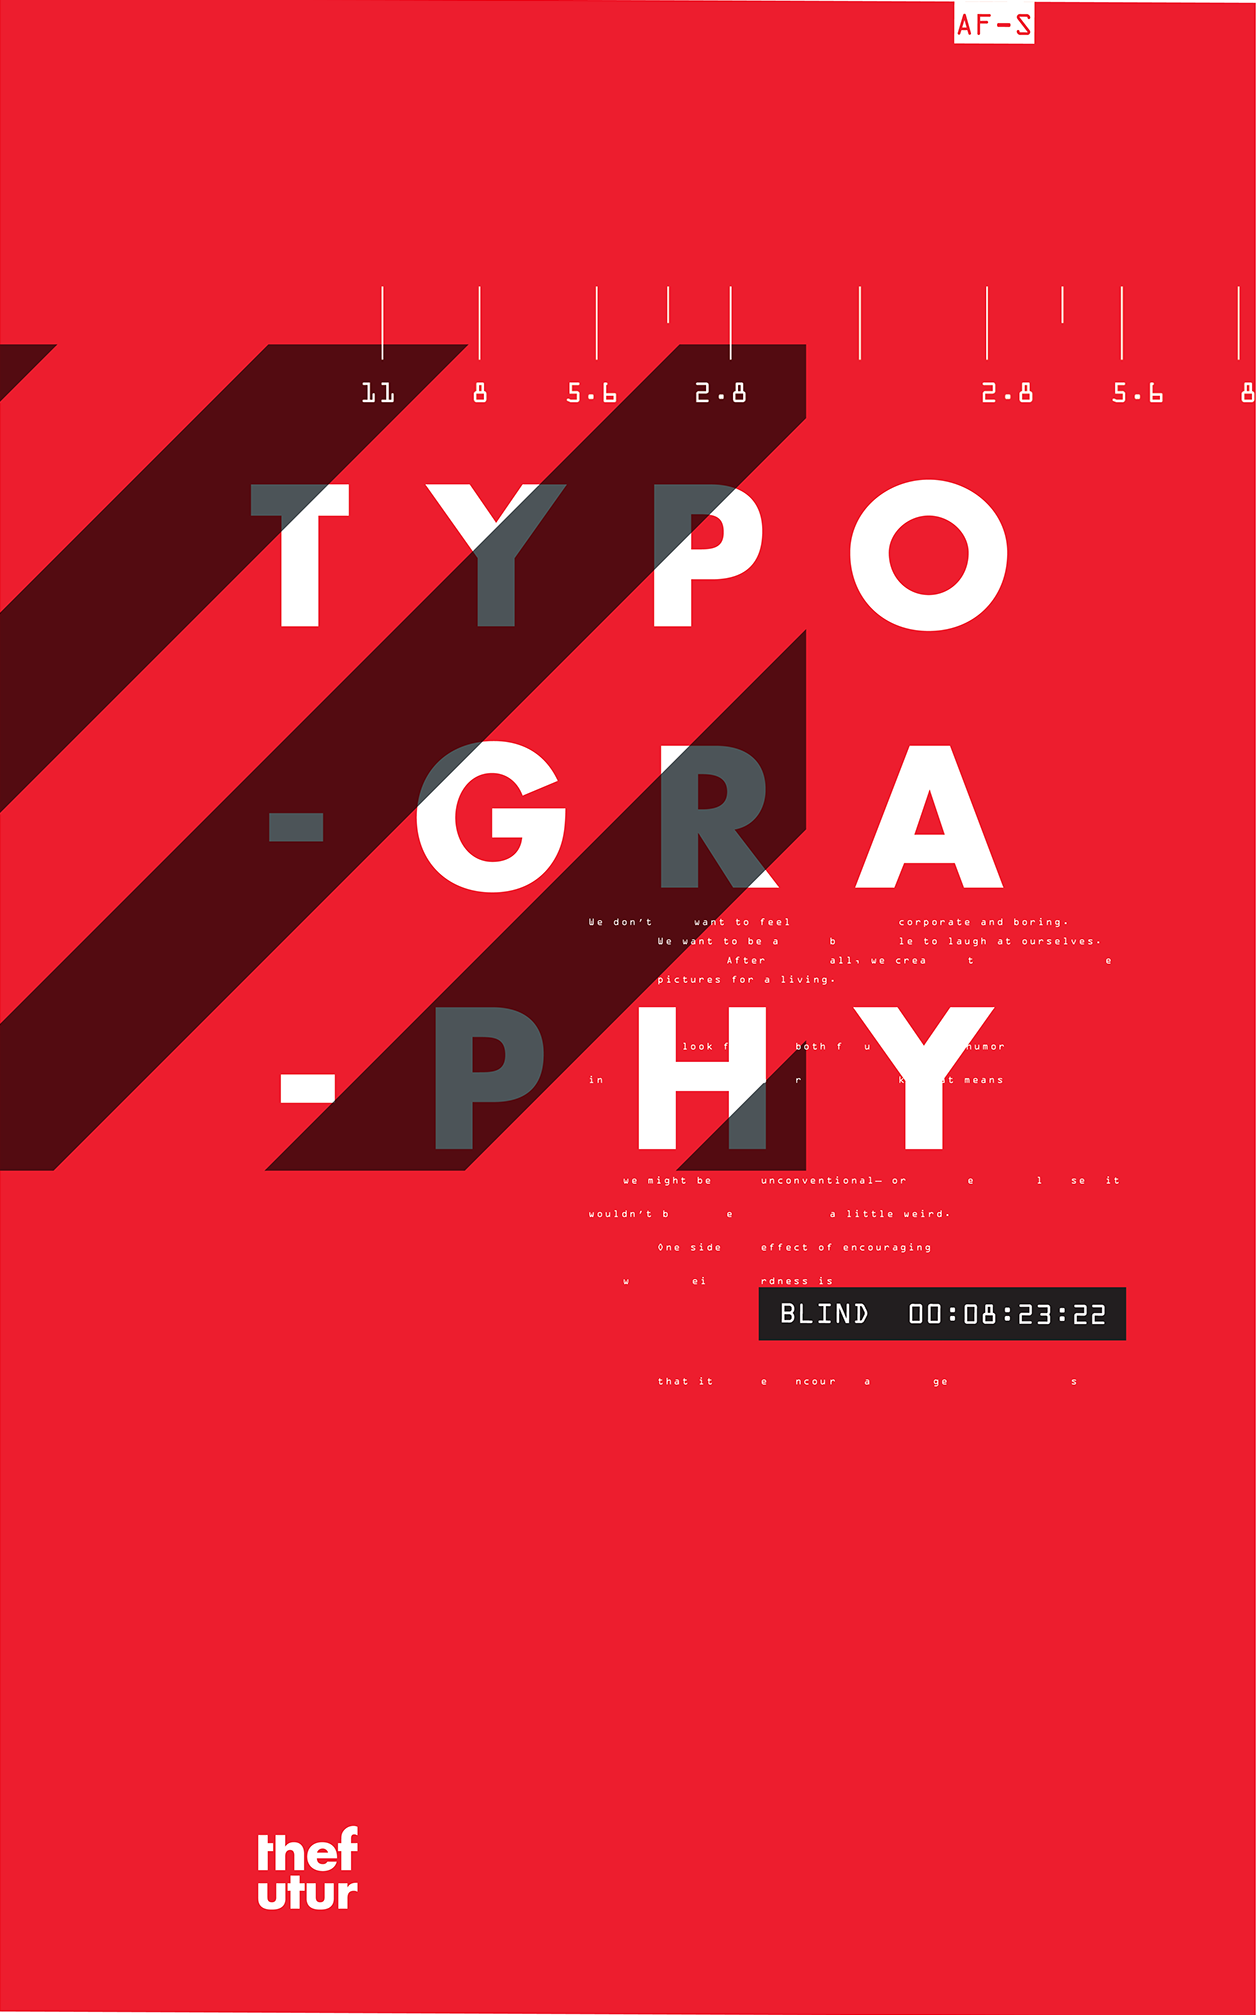 AF-S
11 8 5.6 2.8 2.8 5.6 8
TYPO
-GRA
We don't want to feel corporate and boring.
We want to be a b le to laugh at ourselves.
After all, we crea t e
pictures for a living.
-PHY
look f both f u humor
in r k at means
we might be unconventional— or e l se it
wouldn't b e a little weird.
One side effect of encouraging
w ei rdness is
BLIND 00:08:23:22
that it e ncour a ge s
thef
utur